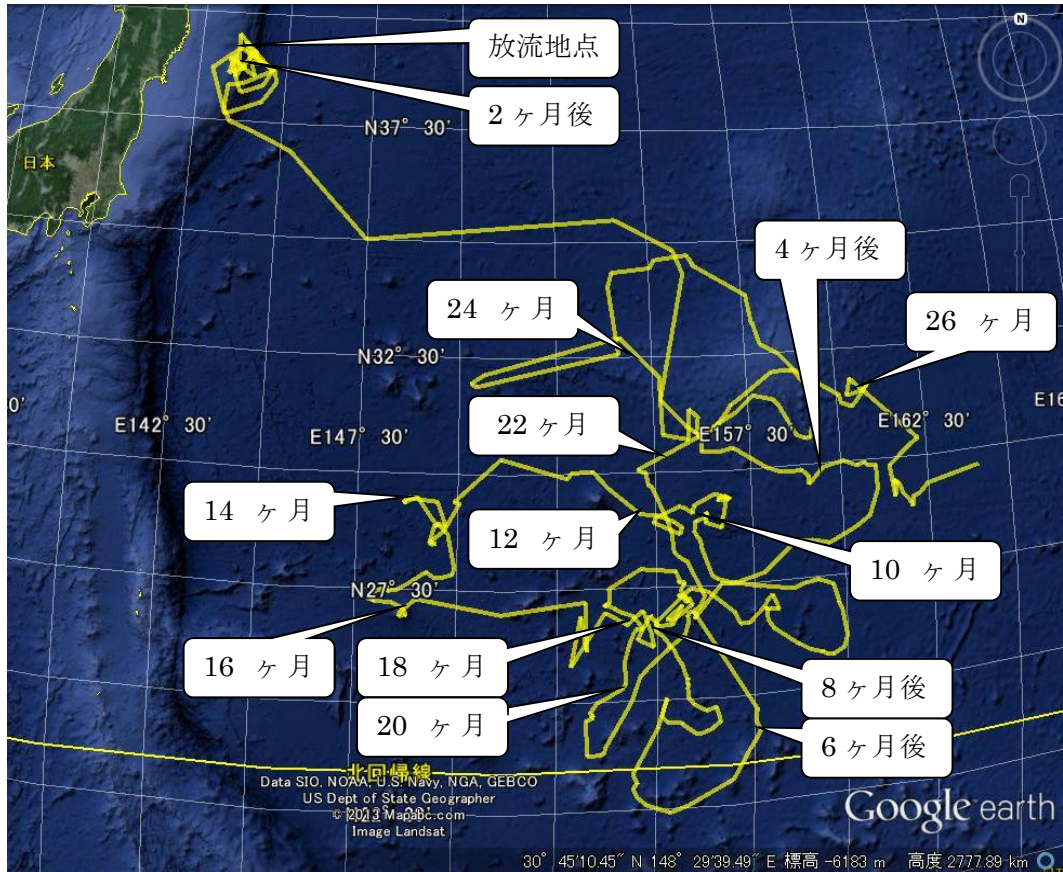 N
放流地点
2ヶ月後
N37° 30'
日本
4ヶ月後
24 ヶ月
26 ヶ月
N32° 30'
E142° 30'
E147° 30'
22ヶ月
E157° 30'
E162° 30'
E16
14 ヶ月
12 ヶ月
10 ヶ月
N27° 30'
16 ヶ月
18 ヶ月
8ヶ月後
20 ヶ月
6ヶ月後
北回帰線
Data SIO, NOAA, U.S. Navy, NGA, GEBCO
US Dept of State Geographer
© 2013 Mapabc.com
Image Landsat
Google earth
30° 45'10.45" N 148° 29'39.49" E 標高 -6183 m 高度 2777.89 km